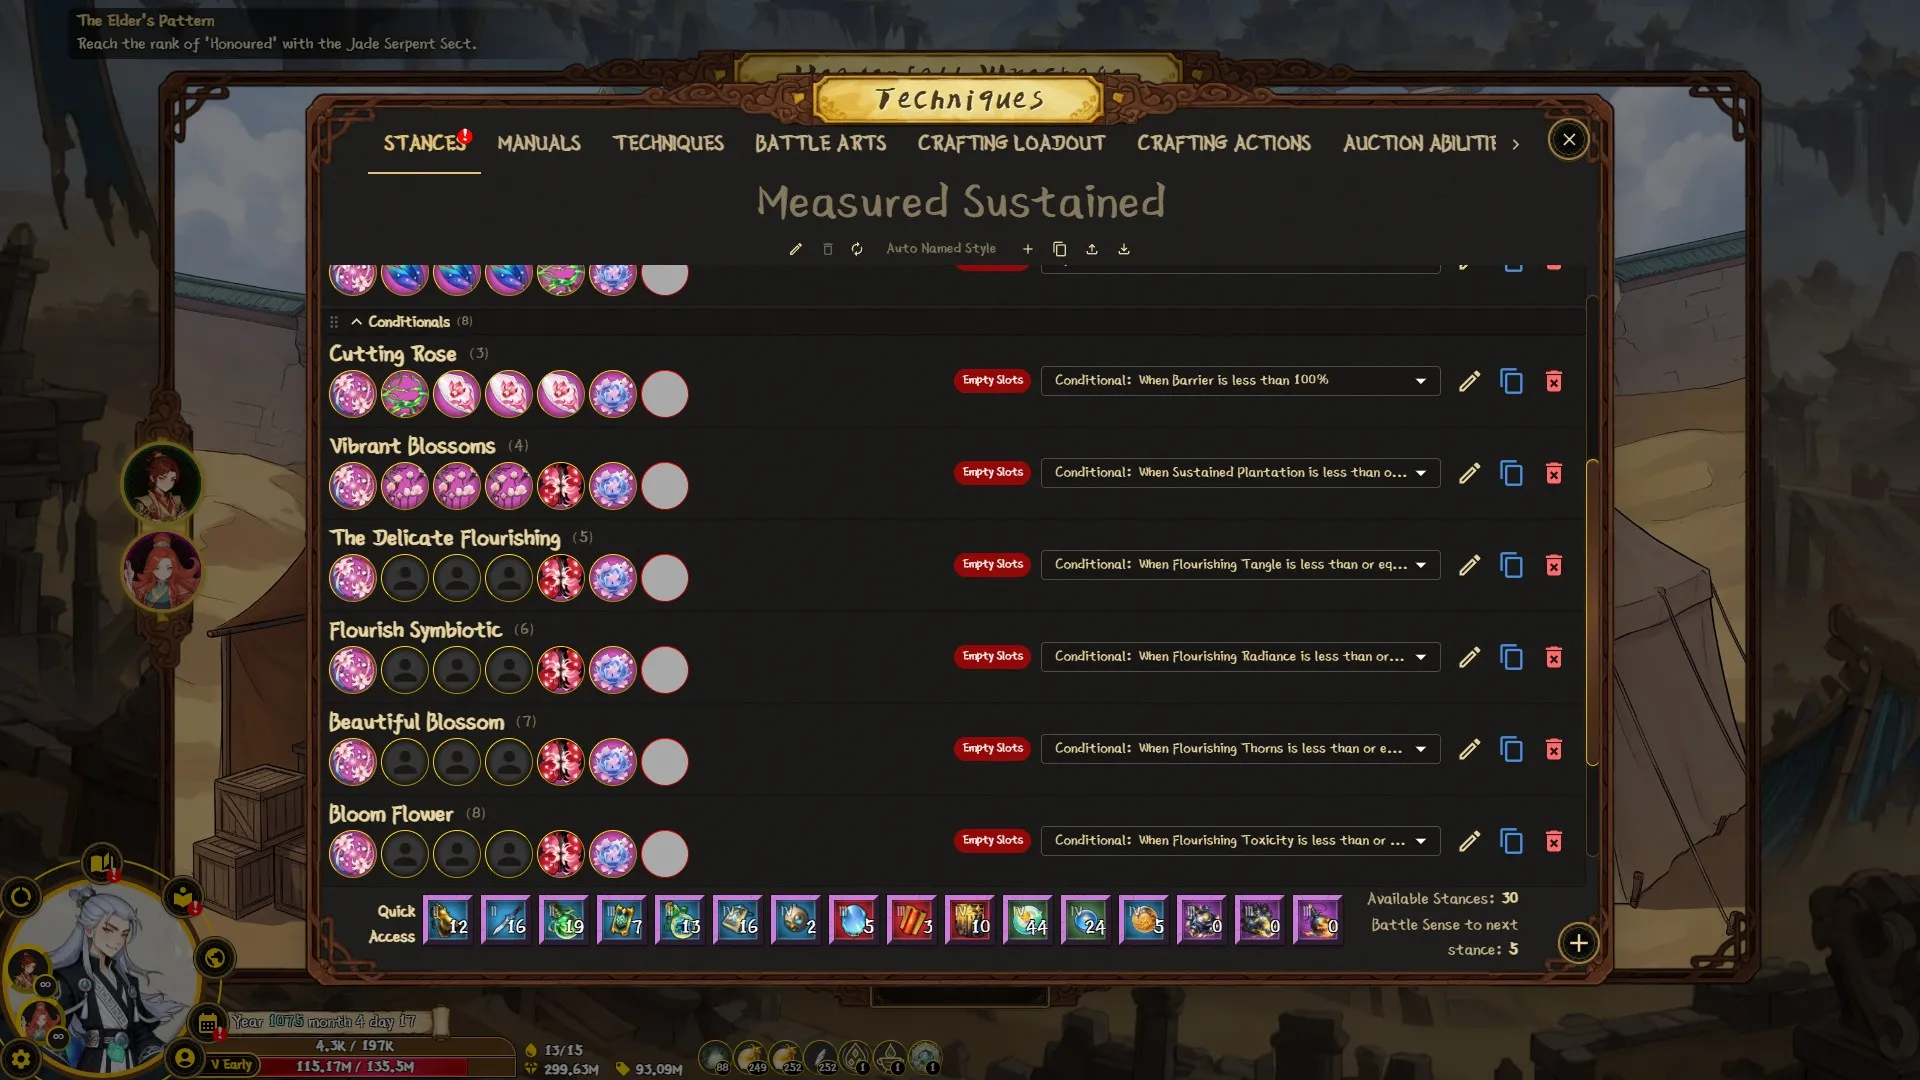 The Elder's Pattern
Reach the rank of 'Honoured' with the Jade Serpent Sect.
Techniques
STANCES MANUALS TECHNIQUES BATTLE ARTS CRAFTING LOADOUT CRAFTING ACTIONS AUCTION ABILITIE
Measured Sustained
Auto Named Style
Conditionals (8)
Cutting Rose (3)
Empty Slots Conditional: When Barrier is less than 100%
Vibrant Blossoms (4)
Empty Slots Conditional: When Sustained Plantation is less than o...
The Delicate Flourishing (5)
Empty Slots Conditional: When Flourishing Tangle is less than or eq...
Flourish Symbiotic (6)
Empty Slots Conditional: When Flourishing Radiance is less than or...
Beautiful Blossom (7)
Empty Slots Conditional: When Flourishing Thorns is less than or e...
Bloom Flower (8)
Empty Slots Conditional: When Flourishing Toxicity is less than or ...
Quick
Access
12 16 19 7 13 16 2 5 3 10 44 24 5 0 0 0
Available Stances: 30
Battle Sense to next
stance: 5
Year 1075 month 4 day 17
4.3K / 197K
V Early
115.17M / 135.5M
13/15
299.63M 93.09M
88 249 252 252 1 1 1